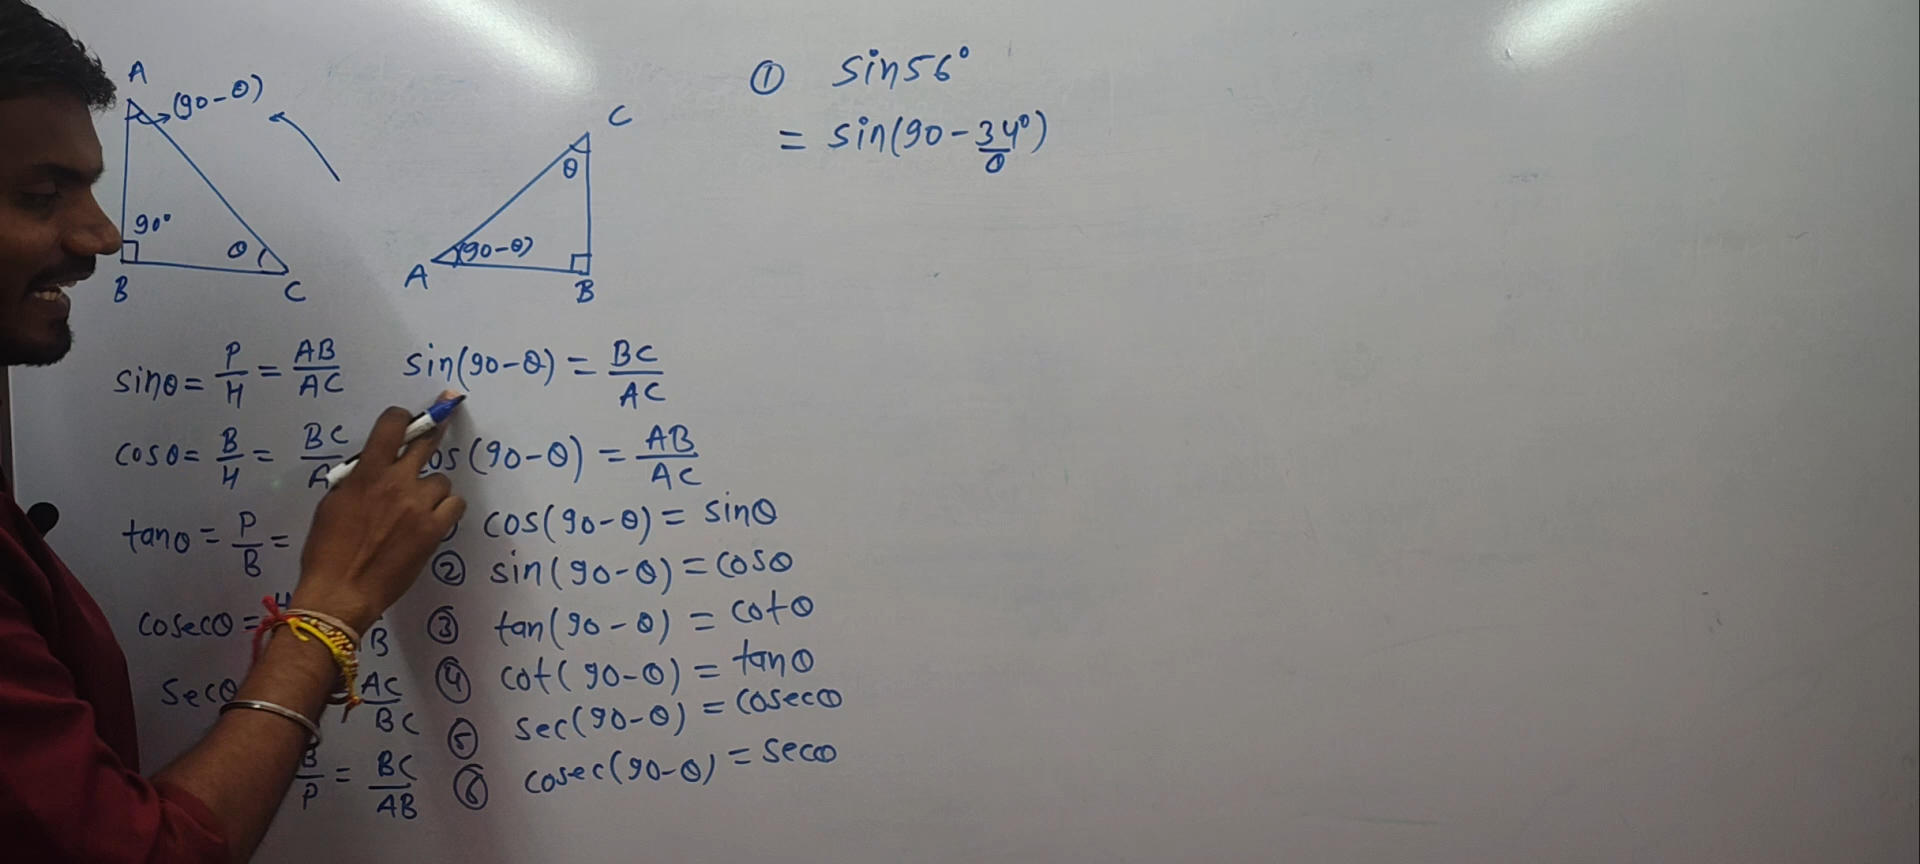 A
(90-θ)
90°
θ
B
C
C
θ
(90-θ)
A
B
sinθ = P/H = AB/AC
cosθ = B/H = BC/
tanθ = P/B =
cosecθ =
B
secθ
AC/BC
B/P = BC/AB
sin(90-θ) = BC/AC
cos(90-θ) = AB/AC
cos(90-θ) = sinθ
② sin(90-θ) = cosθ
③ tan(90-θ) = cotθ
④ cot(90-θ) = tanθ
⑤ sec(90-θ) = cosecθ
⑥ cosec(90-θ) = secθ
① sin56°
= sin(90-34°)
θ